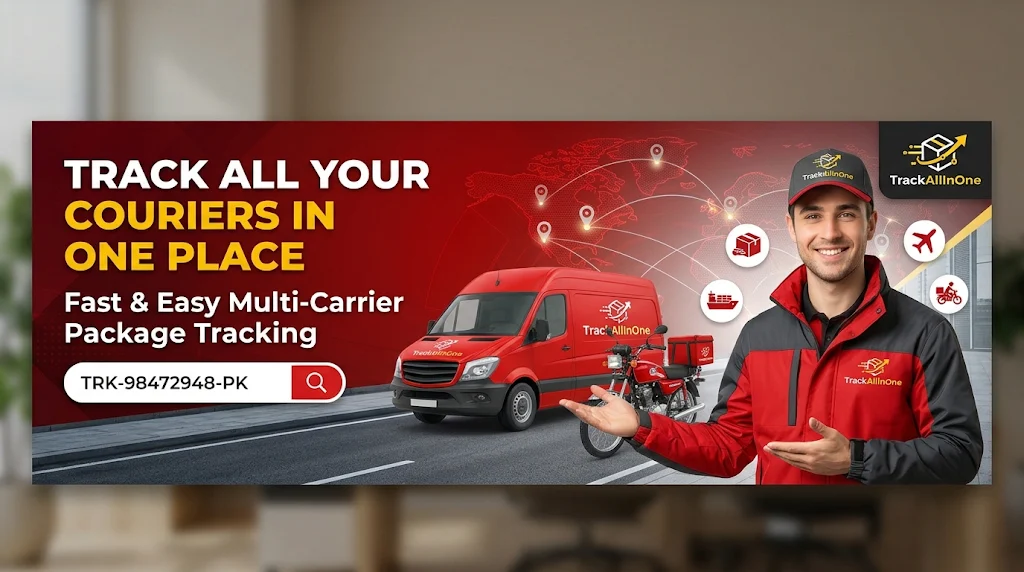 TRACK ALL YOUR
COURIERS IN
ONE PLACE
Fast & Easy Multi-Carrier
Package Tracking
TRK-98472948-PK
TrackAllInOne
TrackAllInOne
TrackAllInOne
TrackAllInOne
TrackAllInOne